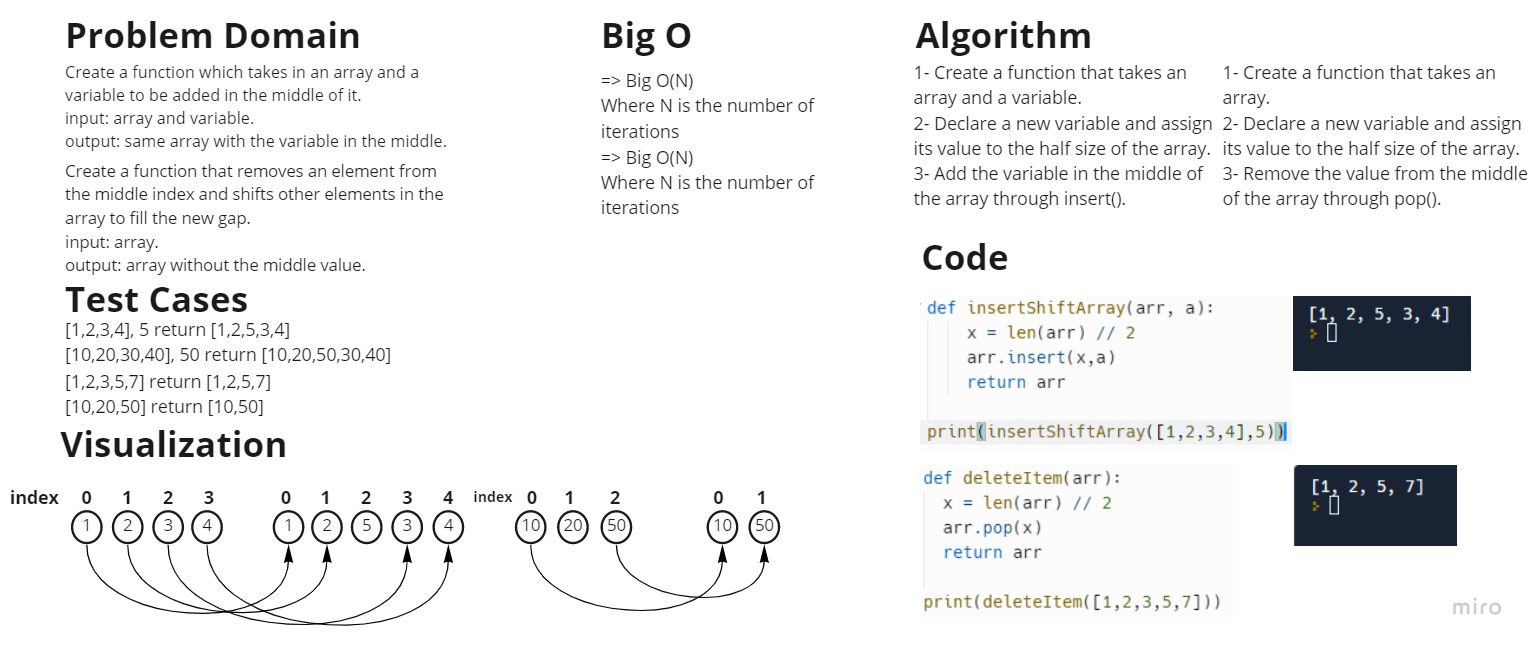 Problem Domain
Create a function which takes in an array and a
variable to be added in the middle of it.
input: array and variable.
output: same array with the variable in the middle.
Create a function that removes an element from
the middle index and shifts other elements in the
array to fill the new gap.
input: array.
output: array without the middle value.
Test Cases
[1,2,3,4], 5 return [1,2,5,3,4]
[10,20,30,40], 50 return [10,20,50,30,40]
[1,2,3,5,7] return [1,2,5,7]
[10,20,50] return [10,50]
Visualization
index 0 1 2 3 0 1 2 3 4
1 2 3 4 1 2 5 3 4
index 0 1 2 0 1
10 20 50 10 50
Big O
=> Big O(N)
Where N is the number of
iterations
=> Big O(N)
Where N is the number of
iterations
Algorithm
1- Create a function that takes an
array and a variable.
2- Declare a new variable and assign
its value to the half size of the array.
3- Add the variable in the middle of
the array through insert().
1- Create a function that takes an
array.
2- Declare a new variable and assign
its value to the half size of the array.
3- Remove the value from the middle
of the array through pop().
Code
def insertShiftArray(arr, a):
x = len(arr) // 2
arr.insert(x,a)
return arr
print(insertShiftArray([1,2,3,4],5))
[1, 2, 5, 3, 4]
def deleteItem(arr):
x = len(arr) // 2
arr.pop(x)
return arr
print(deleteItem([1,2,3,5,7]))
[1, 2, 5, 7]
miro